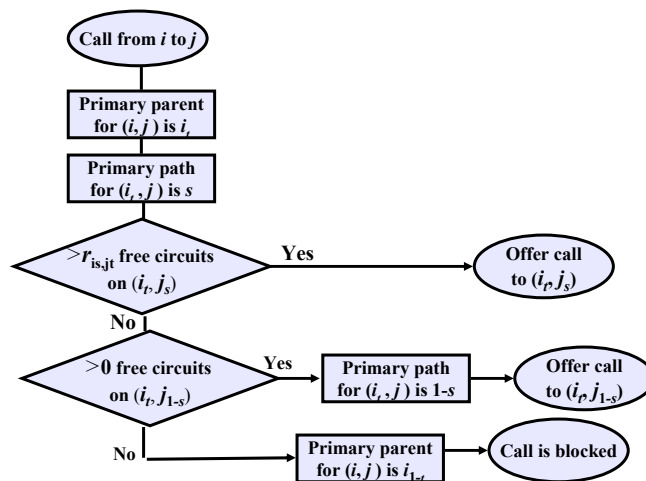 Call from i to j
Primary parent
for (i, j ) is iₜ
Primary path
for (iₜ , j ) is s
>r_is,jt free circuits
on (iₜ, jₛ)
Yes
Offer call
to (iₜ, jₛ)
No
>0 free circuits
on (iₜ, j₁₋ₛ)
Yes
Primary path
for (iₜ , j ) is 1-s
Offer call
to (iₜ, j₁₋ₛ)
No
Primary parent
for (i, j ) is i₁₋ₜ
Call is blocked